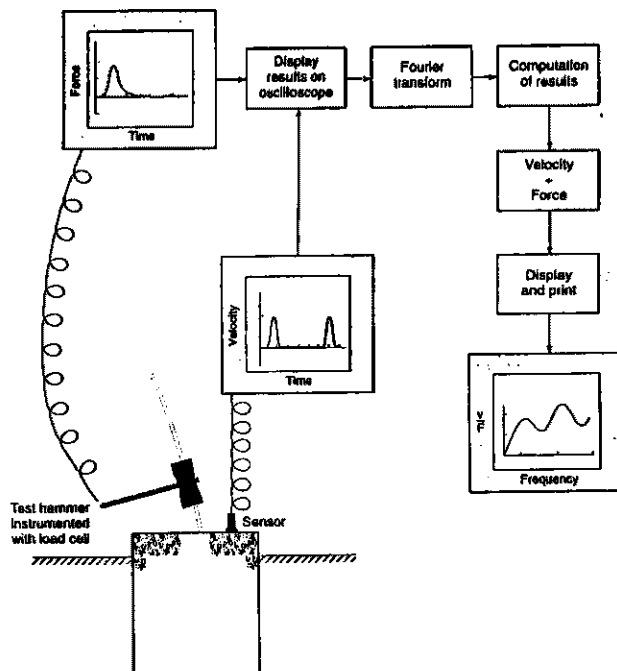 Force
Time
Display
results on
oscilloscope
Fourier
transform
Computation
of results
Velocity
÷
Force
Display
and print
Velocity
Time
V/F
Frequency
Test hammer
instrumented
with load cell
Sensor